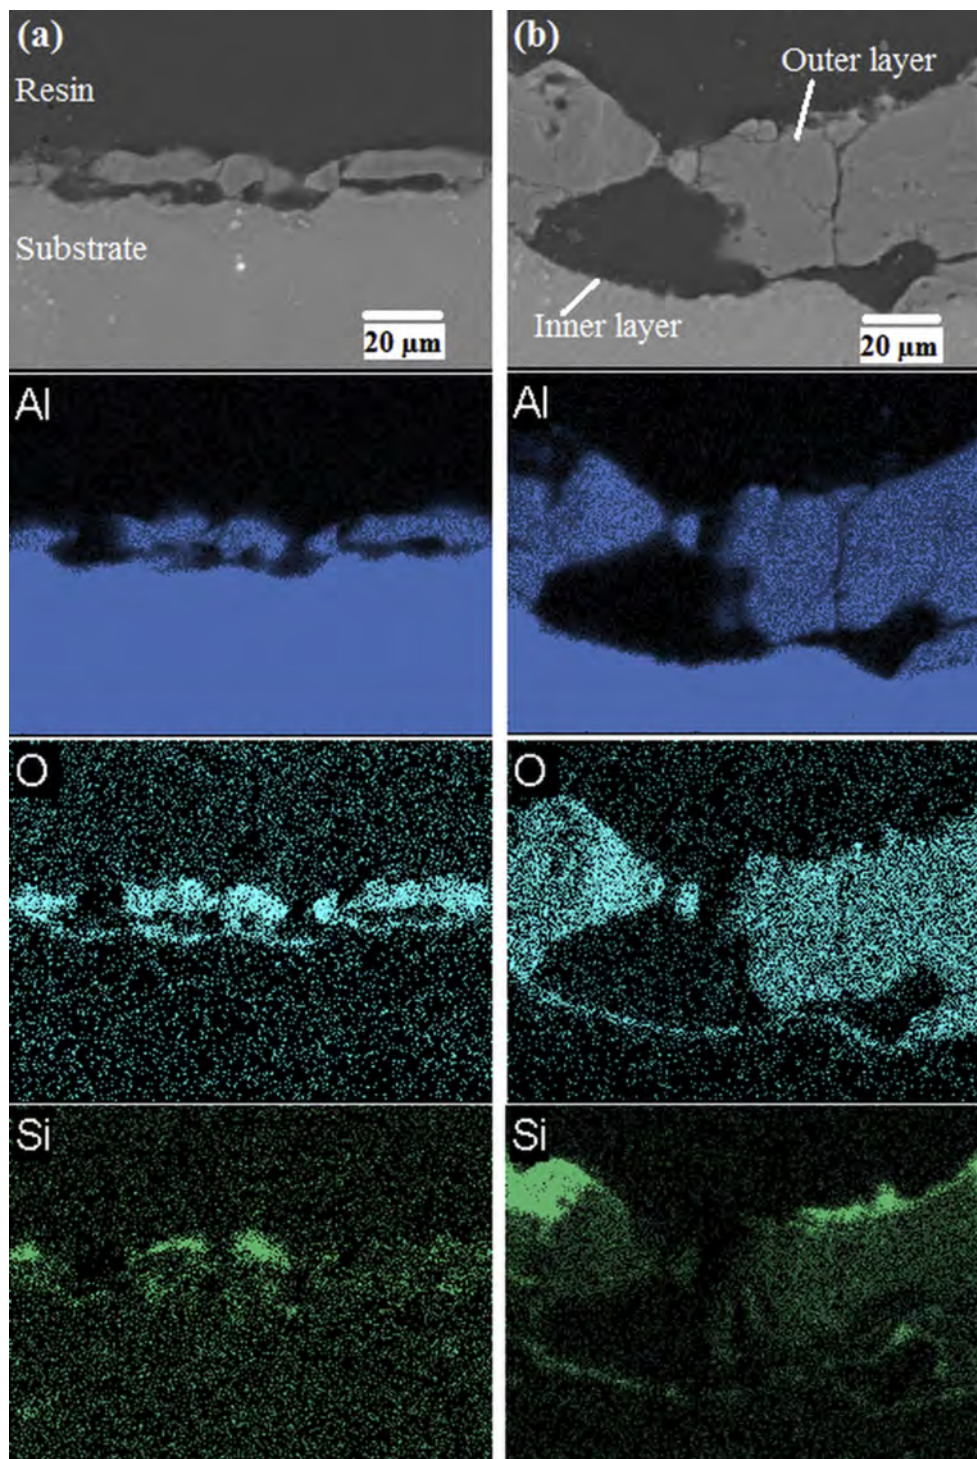 (a)
Resin
Substrate
20 μm
(b)
Outer layer
Inner layer
20 μm
Al
Al
O
O
Si
Si